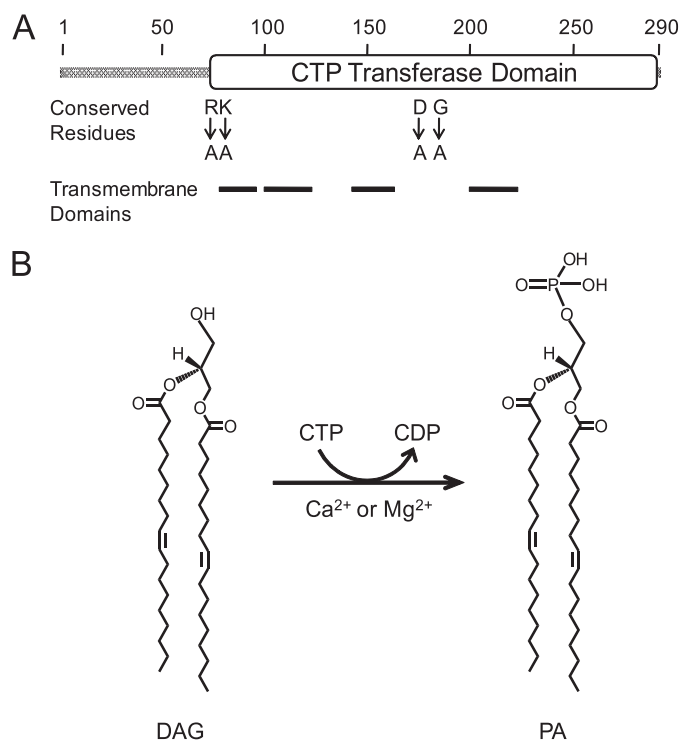 A
1 50 100 150 200 250 290
CTP Transferase Domain
Conserved Residues
R K D G
A A A A
Transmembrane Domains
B
OH
H
O
O
O
O
CTP CDP
Ca²⁺ or Mg²⁺
DAG
OH
O P OH
O
H
O
O
O
O
PA